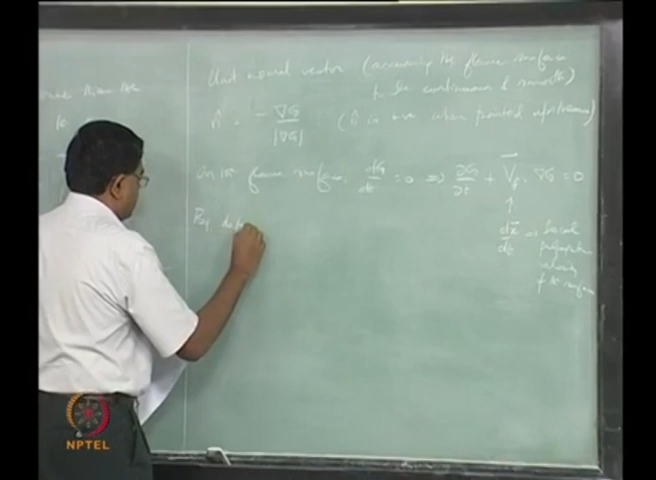 Unit normal vector (assuming the flame surface
to be continuous & smooth)
n̂ = - ∇G / |∇G| (n̂ is +ve when pointed upstream)
On the flame surface, dG/dt = 0 ⇒ ∂G/∂t + V⃗f · ∇G = 0
↑
dx⃗/dt = local
propagation
velocity
of the surface
By def
NPTEL